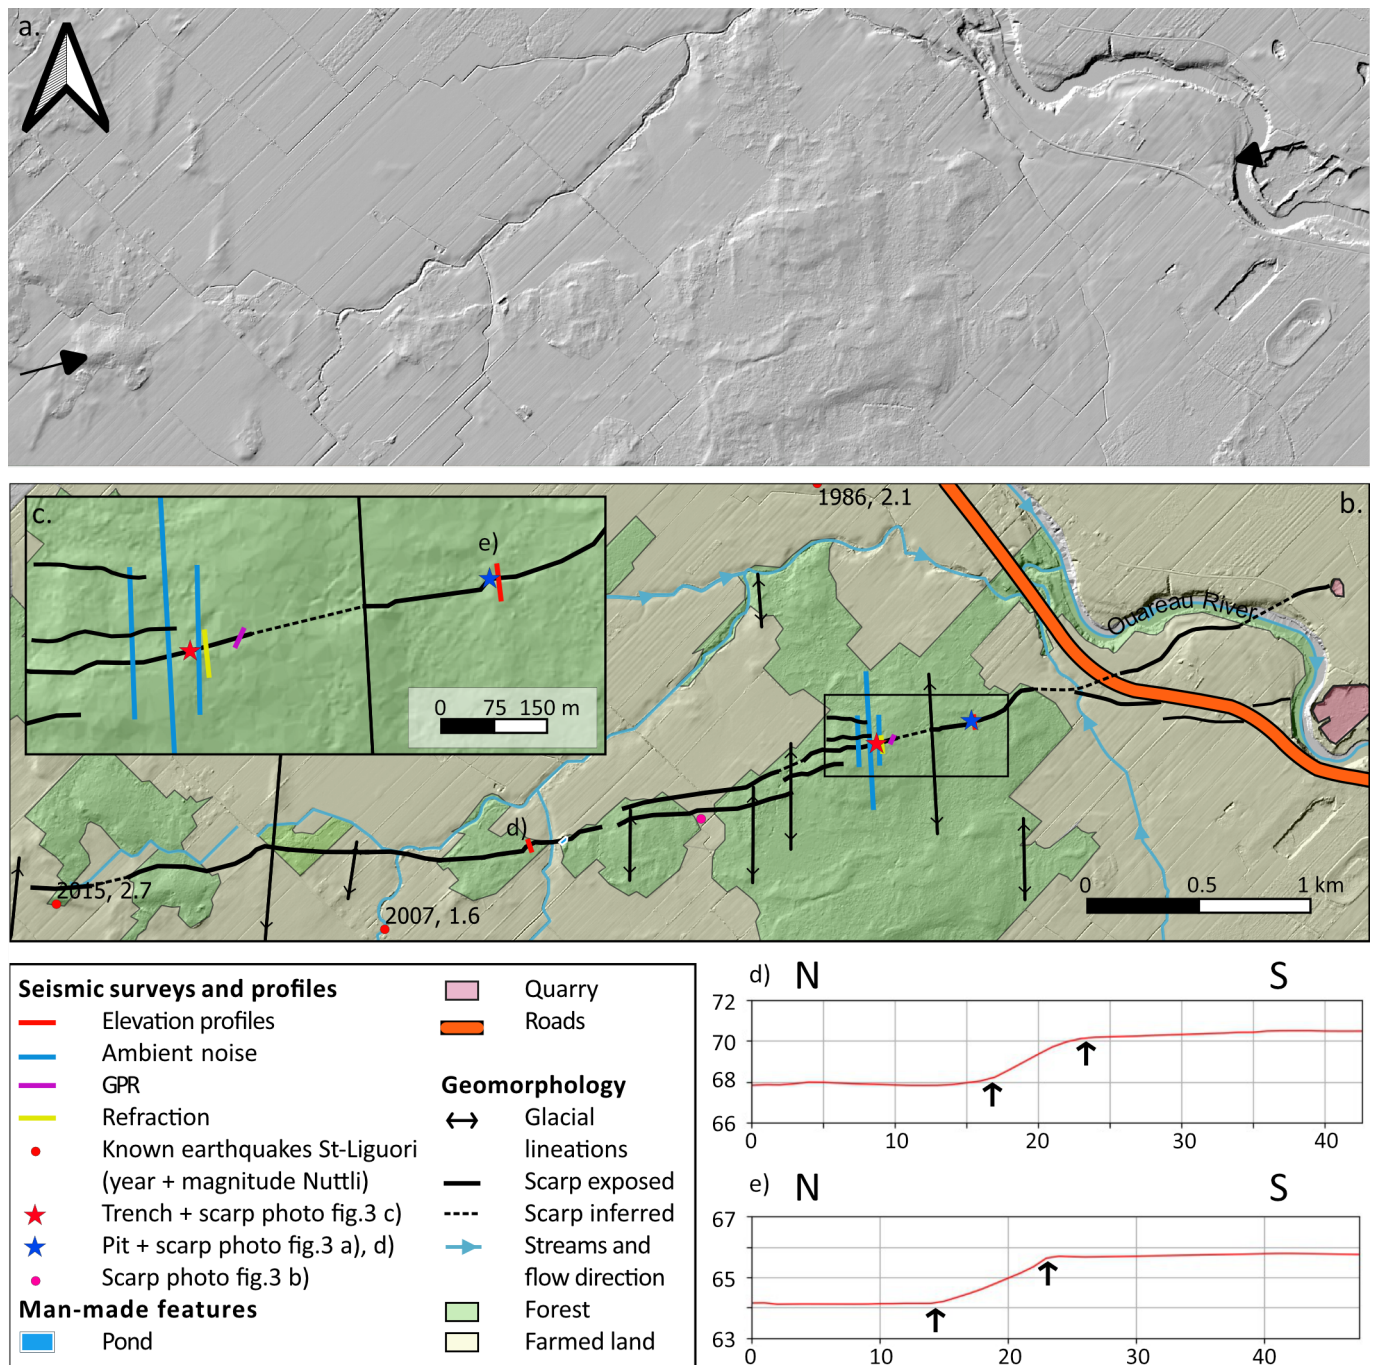 a.
b.
c.
1986, 2.1
e)
Ouareau River
0 75 150 m
d)
2015, 2.7
2007, 1.6
0 0.5 1 km
Seismic surveys and profiles
Elevation profiles
Ambient noise
GPR
Refraction
Known earthquakes St-Liguori
(year + magnitude Nuttli)
Trench + scarp photo fig.3 c)
Pit + scarp photo fig.3 a), d)
Scarp photo fig.3 b)
Man-made features
Pond
Quarry
Roads
Geomorphology
Glacial
lineations
Scarp exposed
Scarp inferred
Streams and
flow direction
Forest
Farmed land
d) N S
72
70
68
66
0 10 20 30 40
e) N S
67
65
63
0 10 20 30 40